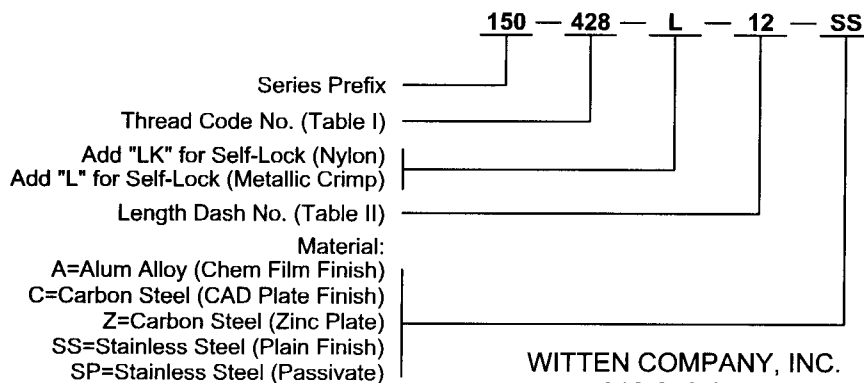 150 — 428 — L — 12 — SS
Series Prefix
Thread Code No. (Table I)
Add "LK" for Self-Lock (Nylon)
Add "L" for Self-Lock (Metallic Crimp)
Length Dash No. (Table II)
Material:
A=Alum Alloy (Chem Film Finish)
C=Carbon Steel (CAD Plate Finish)
Z=Carbon Steel (Zinc Plate)
SS=Stainless Steel (Plain Finish)
SP=Stainless Steel (Passivate)
WITTEN COMPANY, INC.